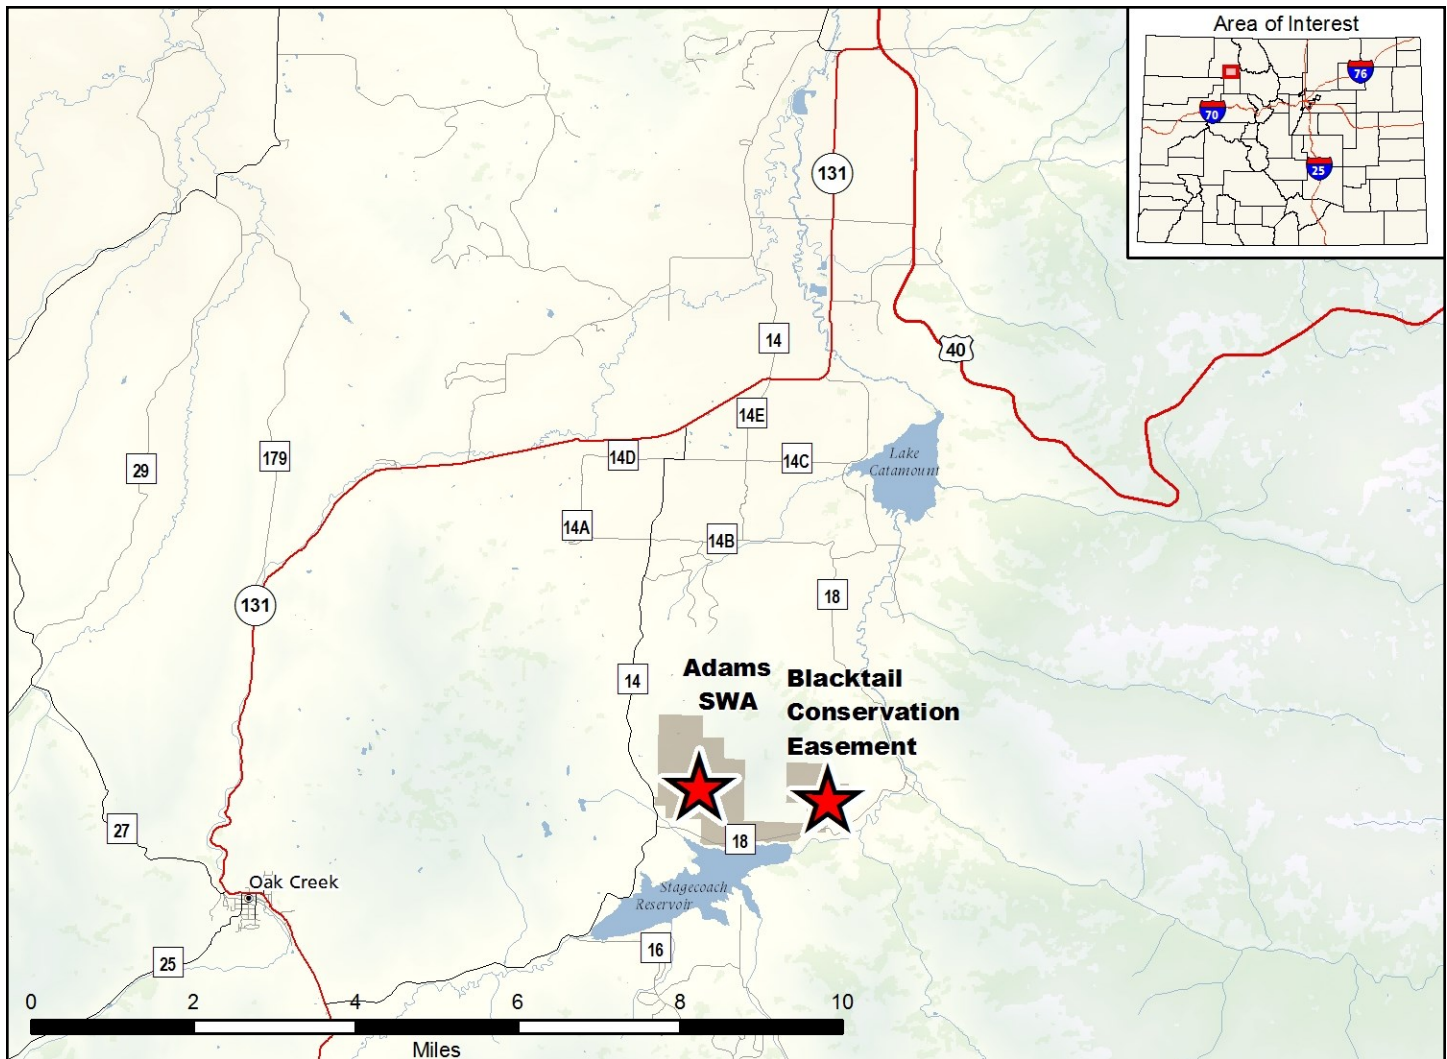 Area of Interest
76
70
25
131
14
40
14E
Lake
Catamount
14D
14C
29
179
14A
14B
131
18
Adams
SWA
Blacktail
Conservation
Easement
14
27
18
Oak Creek
Stagecoach
Reservoir
25
16
0 2 4 6 8 10
Miles